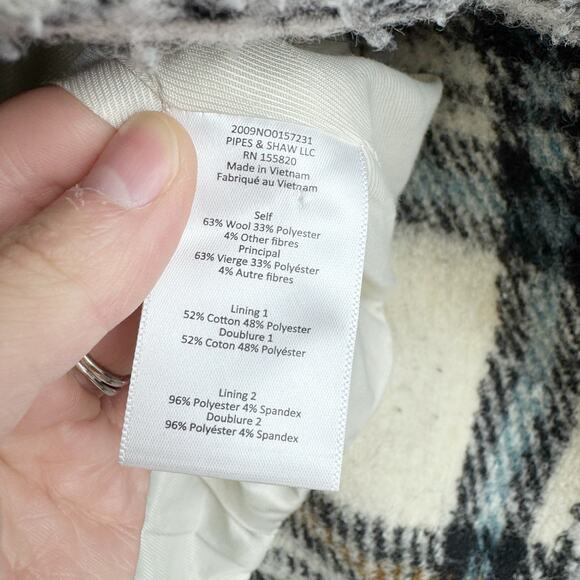 2009NO0157231
PIPES & SHAW LLC
RN 155820
Made in Vietnam
Fabriqué au Vietnam
Self
63% Wool 33% Polyester
4% Other fibres
Principal
63% Vierge 33% Polyéster
4% Autre fibres
Lining 1
52% Cotton 48% Polyester
Doublure 1
52% Coton 48% Polyéster
Lining 2
96% Polyester 4% Spandex
Doublure 2
96% Polyéster 4% Spandex